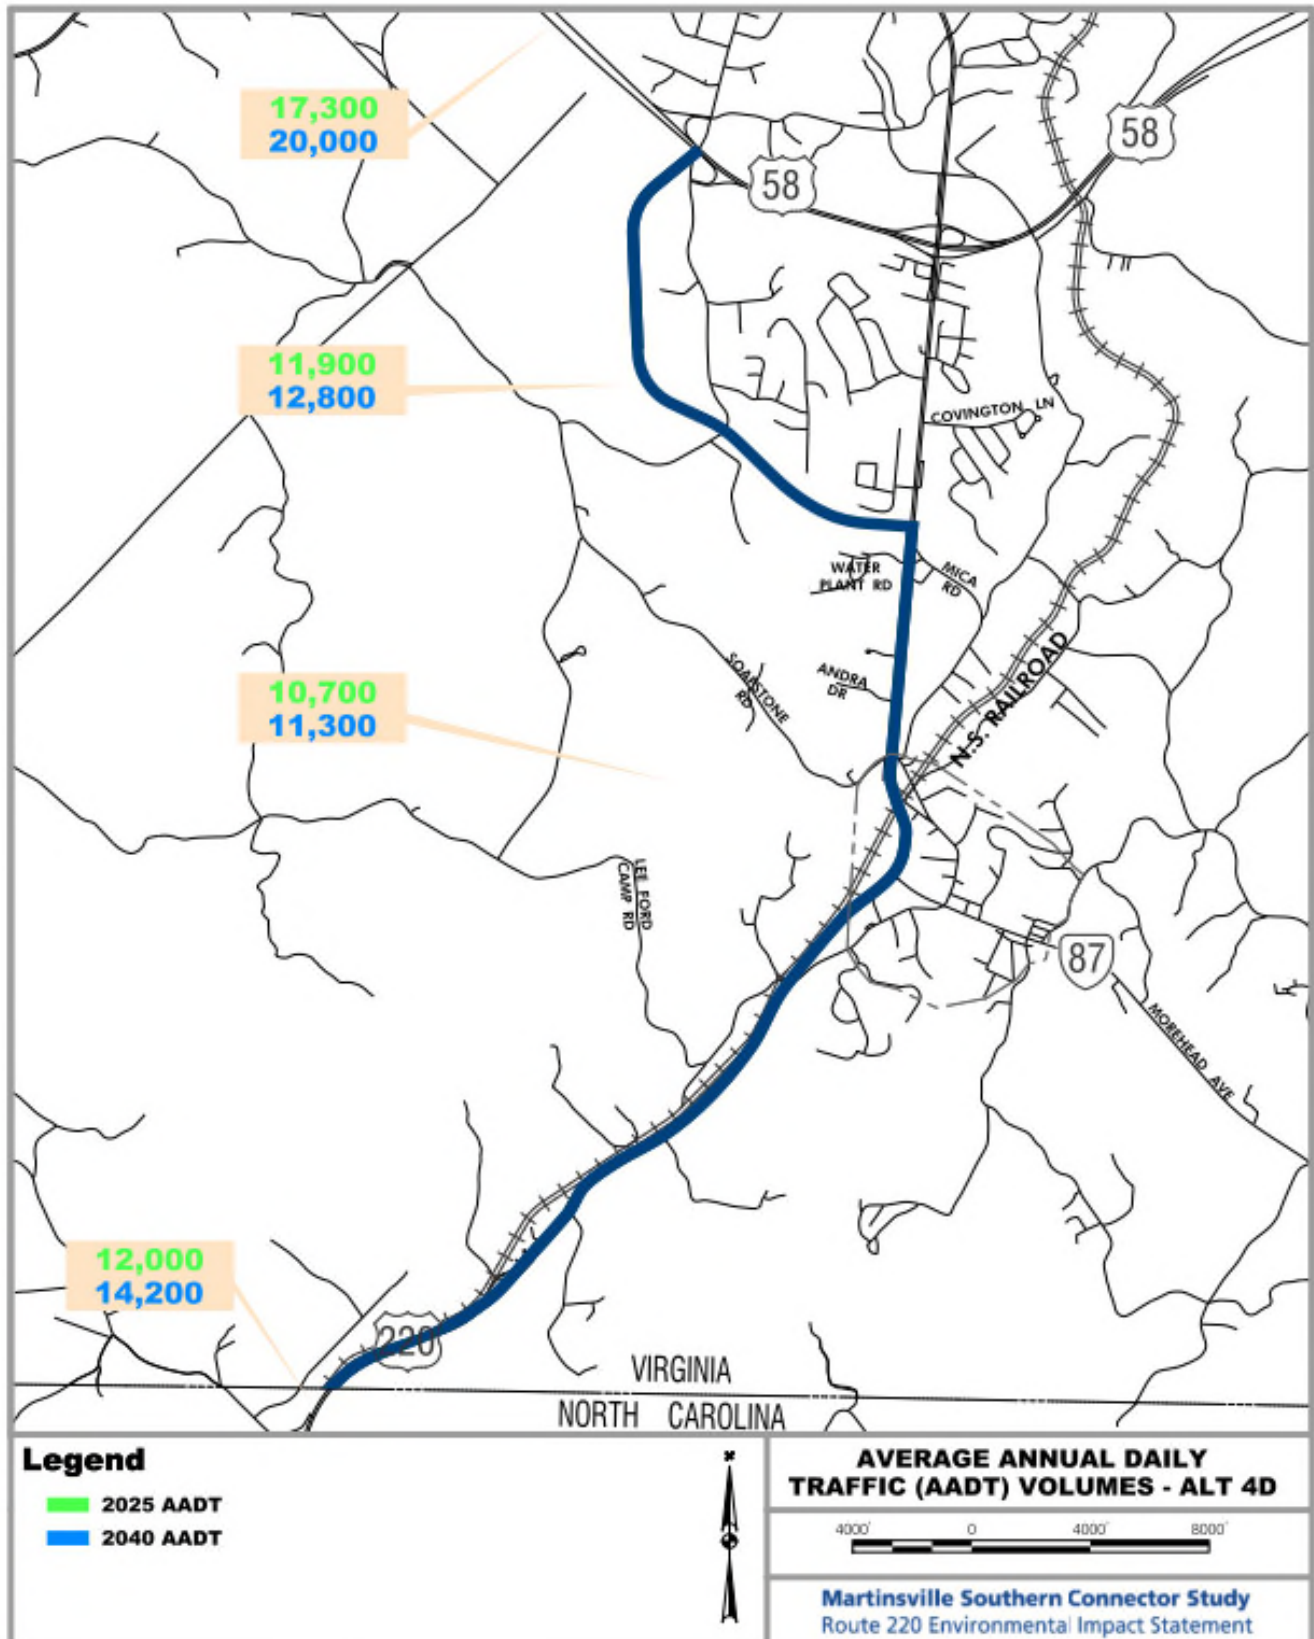 17,300
20,000
58
58
11,900
12,800
COVINGTON LN
WATER
PLANT RD
MICA
RD
SOAPSTONE
RD
ANDRA
DR
N.S. RAILROAD
10,700
11,300
LEE FORD
CAMP RD
87
MOREHEAD AVE
12,000
14,200
220
VIRGINIA
NORTH CAROLINA
Legend
2025 AADT
2040 AADT
AVERAGE ANNUAL DAILY
TRAFFIC (AADT) VOLUMES - ALT 4D
4000' 0 4000' 8000'
Martinsville Southern Connector Study
Route 220 Environmental Impact Statement